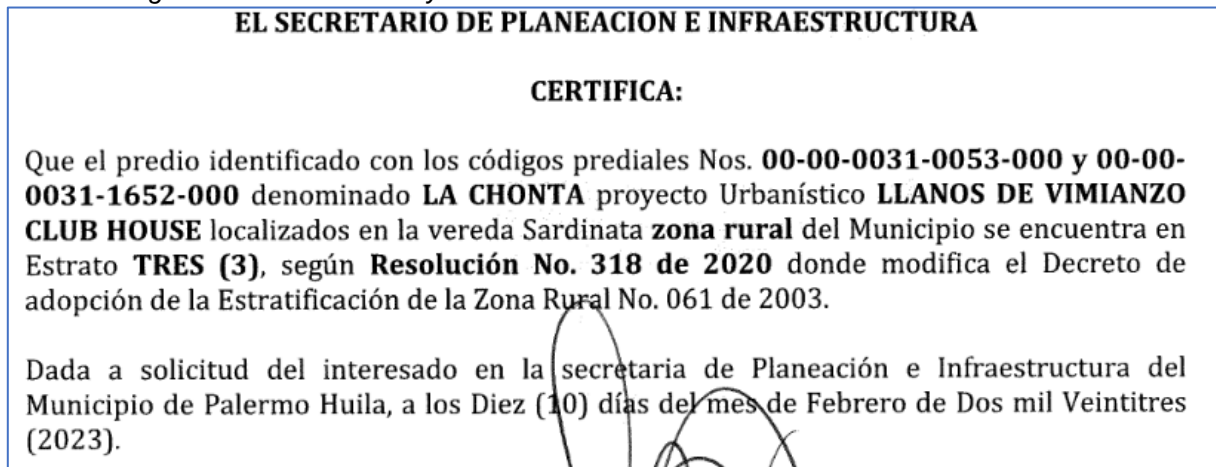 EL SECRETARIO DE PLANEACION E INFRAESTRUCTURA
CERTIFICA:
Que el predio identificado con los códigos prediales Nos. 00-00-0031-0053-000 y 00-00-
0031-1652-000 denominado LA CHONTA proyecto Urbanístico LLANOS DE VIMIANZO
CLUB HOUSE localizados en la vereda Sardinata zona rural del Municipio se encuentra en
Estrato TRES (3), según Resolución No. 318 de 2020 donde modifica el Decreto de
adopción de la Estratificación de la Zona Rural No. 061 de 2003.
Dada a solicitud del interesado en la secretaria de Planeación e Infraestructura del
Municipio de Palermo Huila, a los Diez (10) días del mes de Febrero de Dos mil Veintitres
(2023).